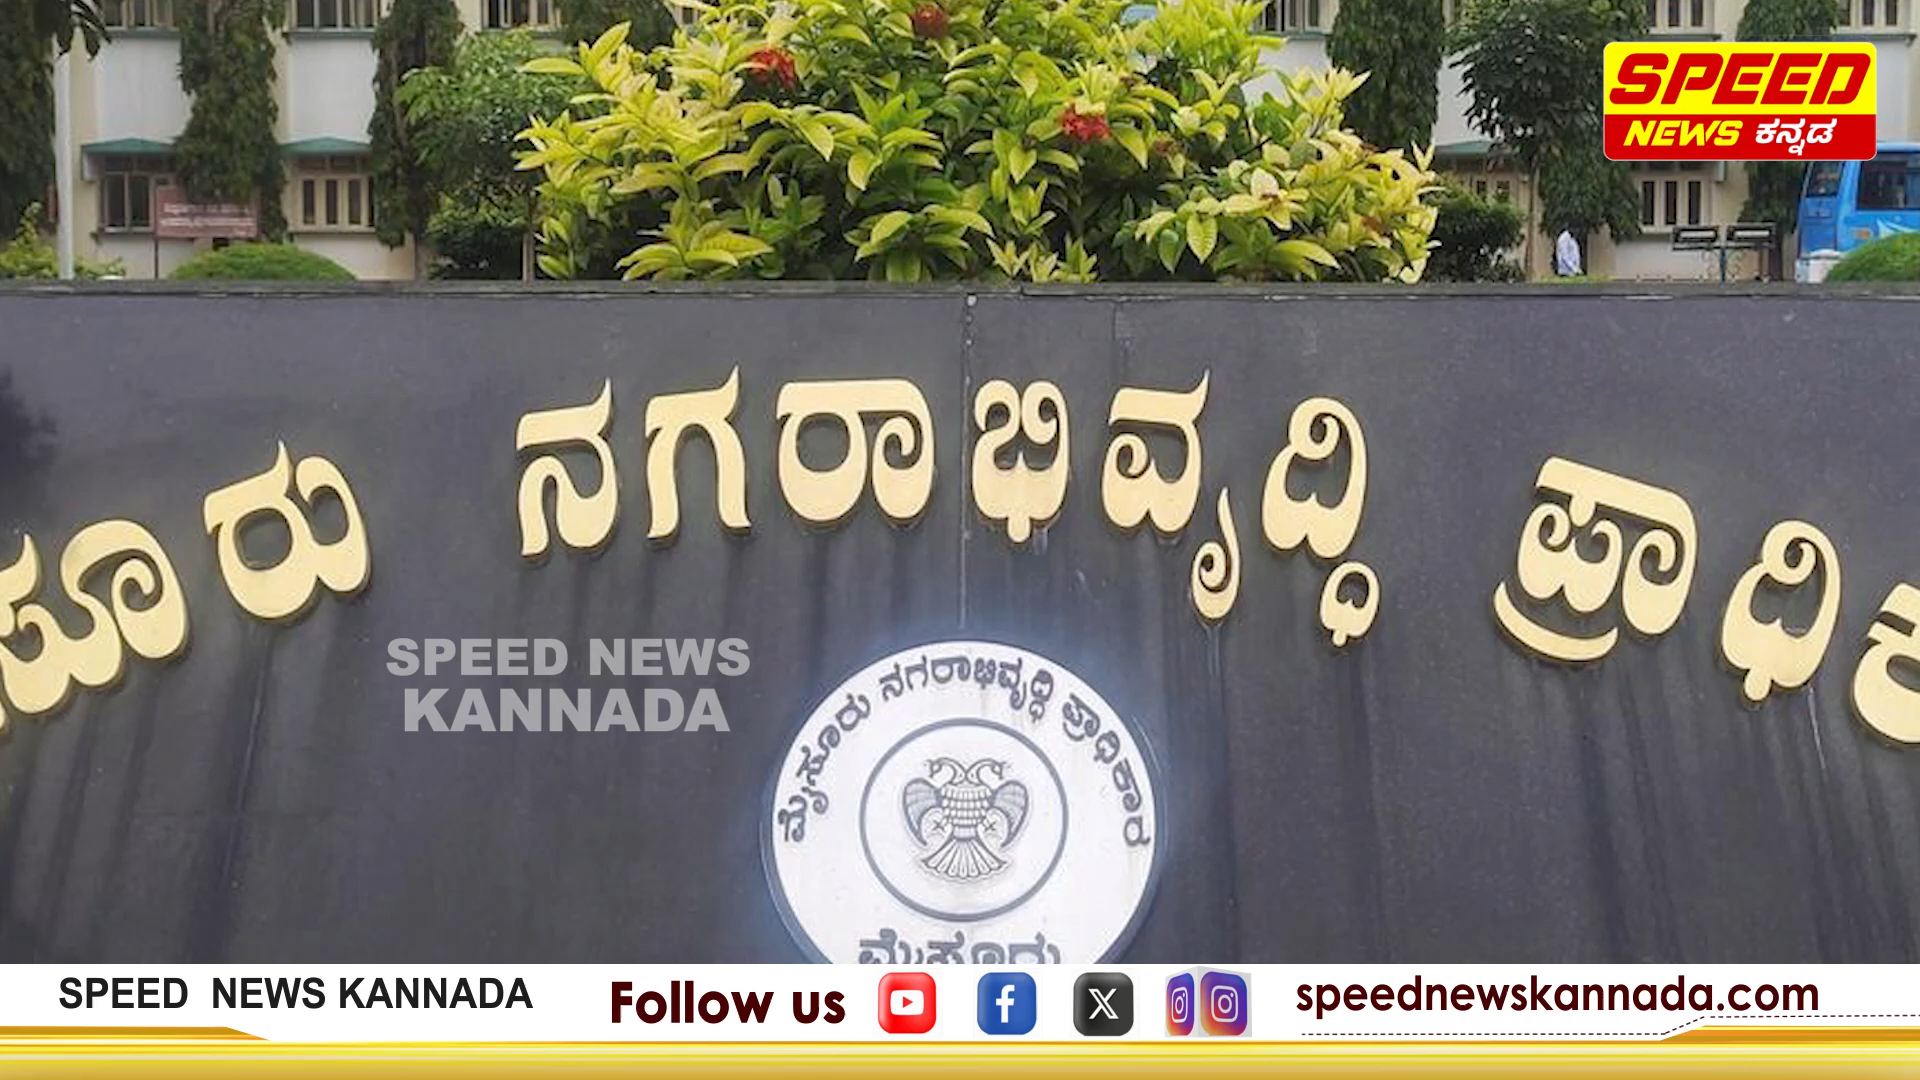 SPEED
NEWS ಕನ್ನಡ
ಸೂರು ನಗರಾಭಿವೃದ್ಧಿ ಪ್ರಾಧಿಕ
SPEED NEWS
KANNADA
ಮೈಸೂರು ನಗರಾಭಿವೃದ್ಧಿ ಪ್ರಾಧಿಕಾರ
ಮೈಸೂರು
SPEED NEWS KANNADA
Follow us
speednewskannada.com